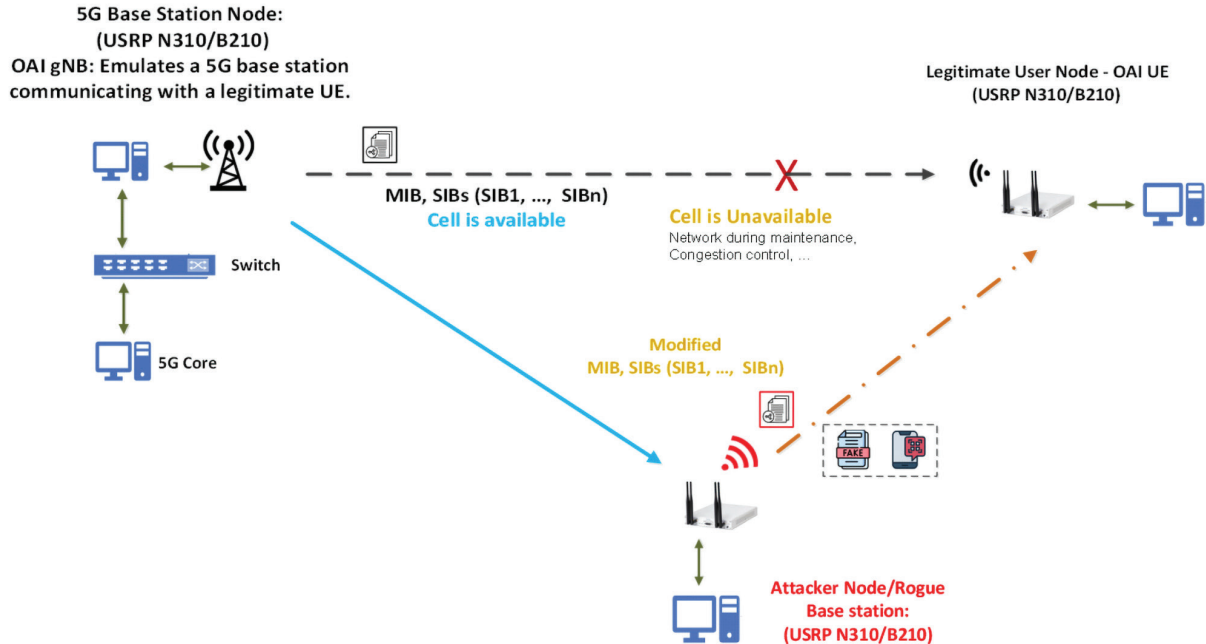 5G Base Station Node:
(USRP N310/B210)
OAI gNB: Emulates a 5G base station
communicating with a legitimate UE.
Legitimate User Node - OAI UE
(USRP N310/B210)
MIB, SIBs (SIB1, ..., SIBn)
Cell is available
Cell is Unavailable
Network during maintenance,
Congestion control, ...
Switch
5G Core
Modified
MIB, SIBs (SIB1, ..., SIBn)
FAKE
Attacker Node/Rogue
Base station:
(USRP N310/B210)